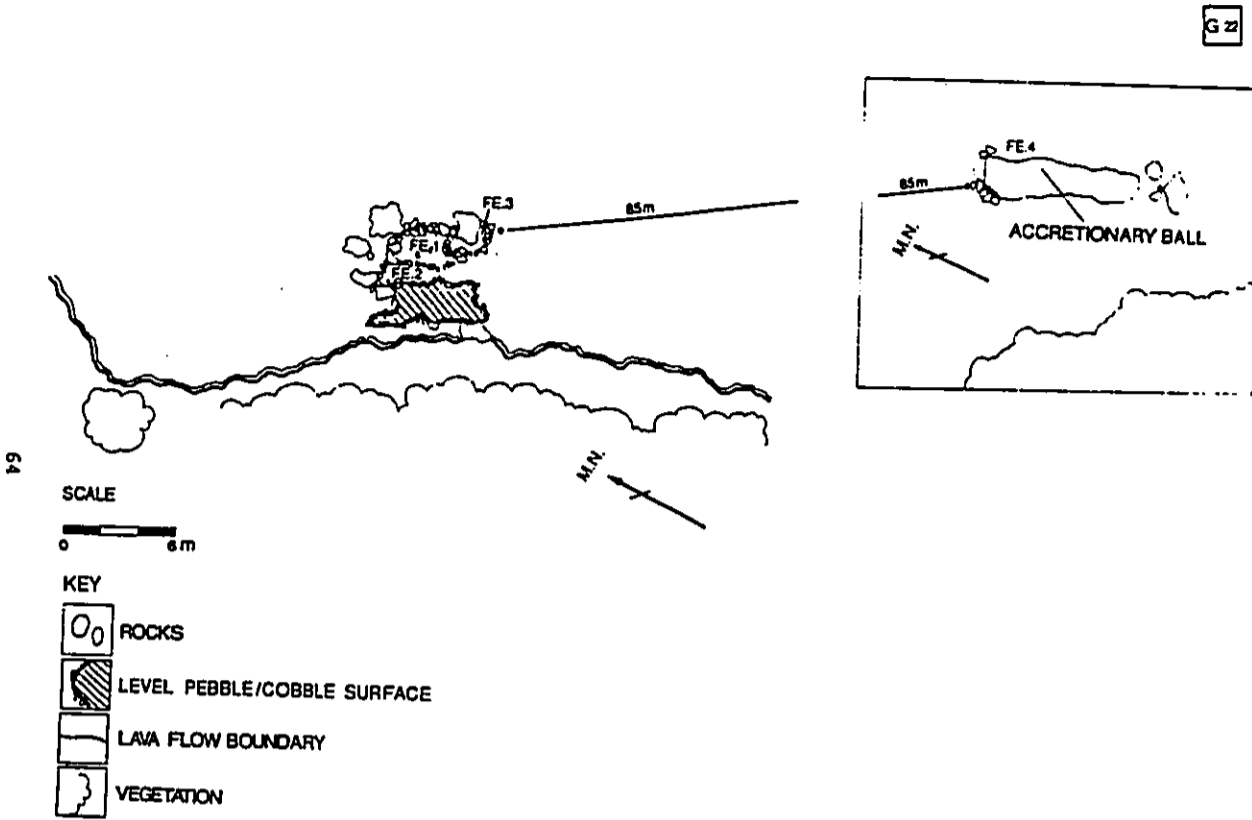 G 22
FE.4
85m
ACCRETIONARY BALL
M.N.
FE.3
85m
FE.1
FE.2
M.N.
64
SCALE
0 6m
KEY
ROCKS
LEVEL PEBBLE/COBBLE SURFACE
LAVA FLOW BOUNDARY
VEGETATION